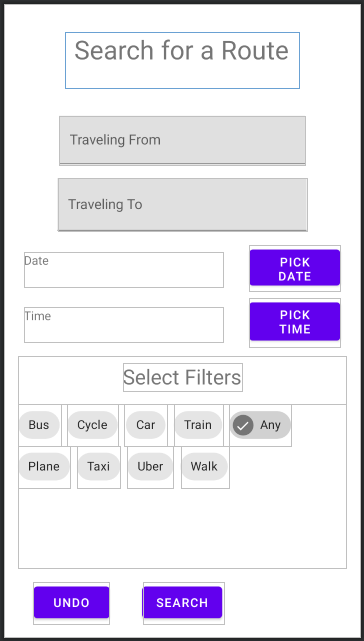 Search for a Route
Traveling From
Traveling To
Date
PICK
DATE
Time
PICK
TIME
Select Filters
Bus Cycle Car Train Any
Plane Taxi Uber Walk
UNDO SEARCH